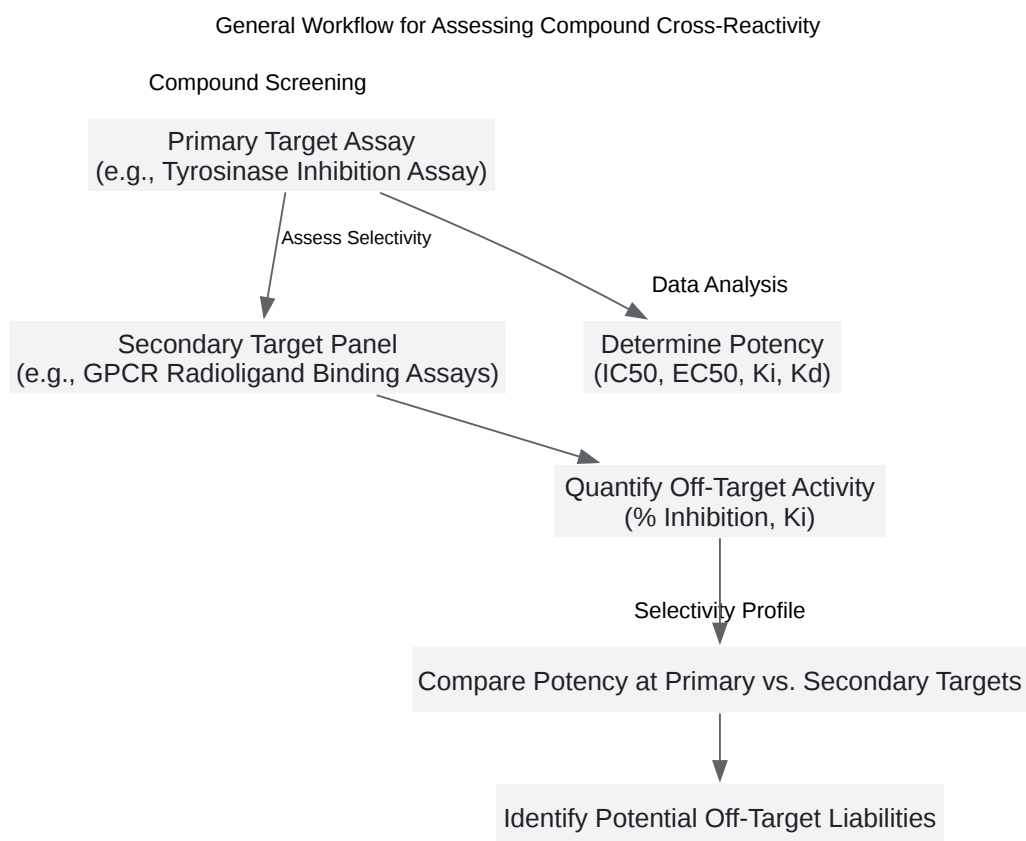 General Workflow for Assessing Compound Cross-Reactivity
Compound Screening
Primary Target Assay
(e.g., Tyrosinase Inhibition Assay)
Assess Selectivity
Data Analysis
Secondary Target Panel
(e.g., GPCR Radioligand Binding Assays)
Determine Potency
(IC50, EC50, Ki, Kd)
Quantify Off-Target Activity
(% Inhibition, Ki)
Selectivity Profile
Compare Potency at Primary vs. Secondary Targets
Identify Potential Off-Target Liabilities